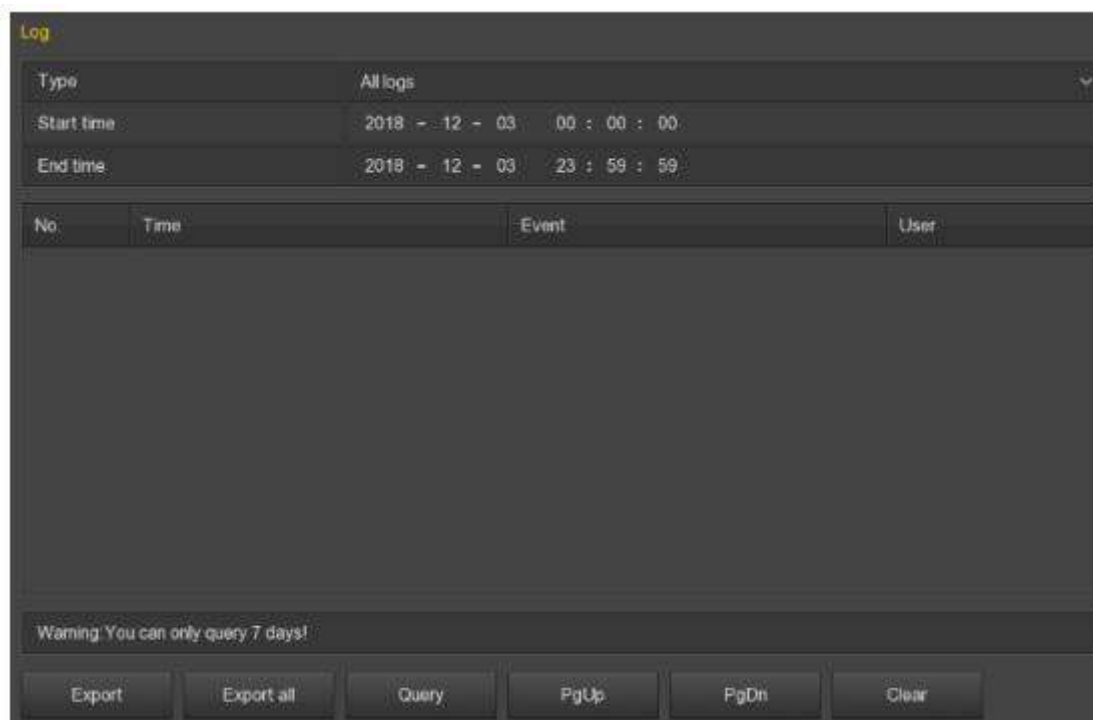 Log
Type All logs
Start time 2018 - 12 - 03 00 : 00 : 00
End time 2018 - 12 - 03 23 : 59 : 59
No. Time Event User
Warning:You can only query 7 days!
Export Export all Query PgUp PgDn Clear